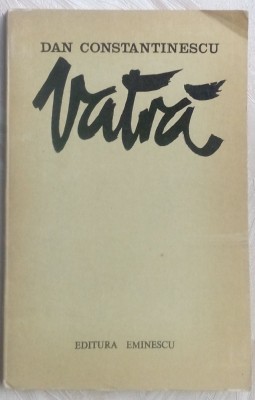 DAN CONSTANTINESCU
Vatră
EDITURA EMINESCU